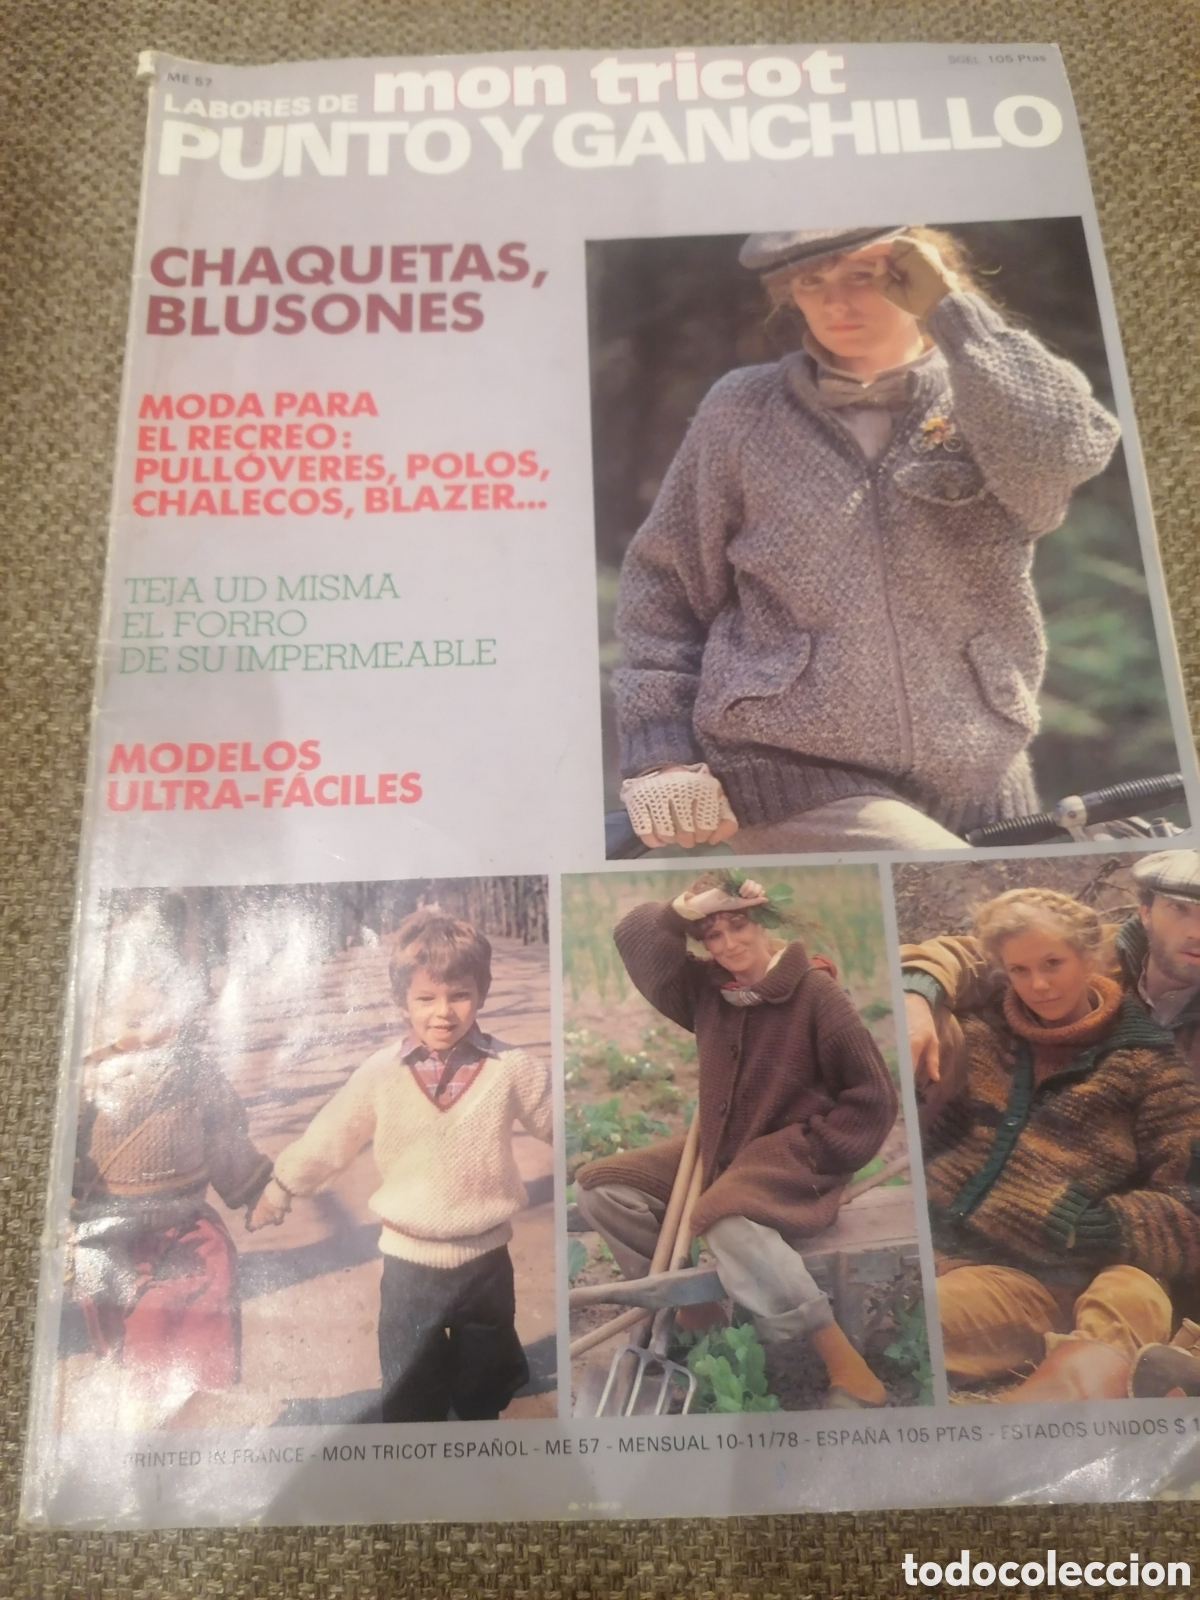 ME 57
SGEL 105 Ptas
LABORES DE mon tricot
PUNTO Y GANCHILLO
CHAQUETAS,
BLUSONES
MODA PARA
EL RECREO:
PULLÓVERES, POLOS,
CHALECOS, BLAZER...
TEJA UD MISMA
EL FORRO
DE SU IMPERMEABLE
MODELOS
ULTRA-FÁCILES
PRINTED IN FRANCE - MON TRICOT ESPAÑOL - ME 57 - MENSUAL 10-11/78 - ESPAÑA 105 PTAS - ESTADOS UNIDOS $ 1
todocoleccion